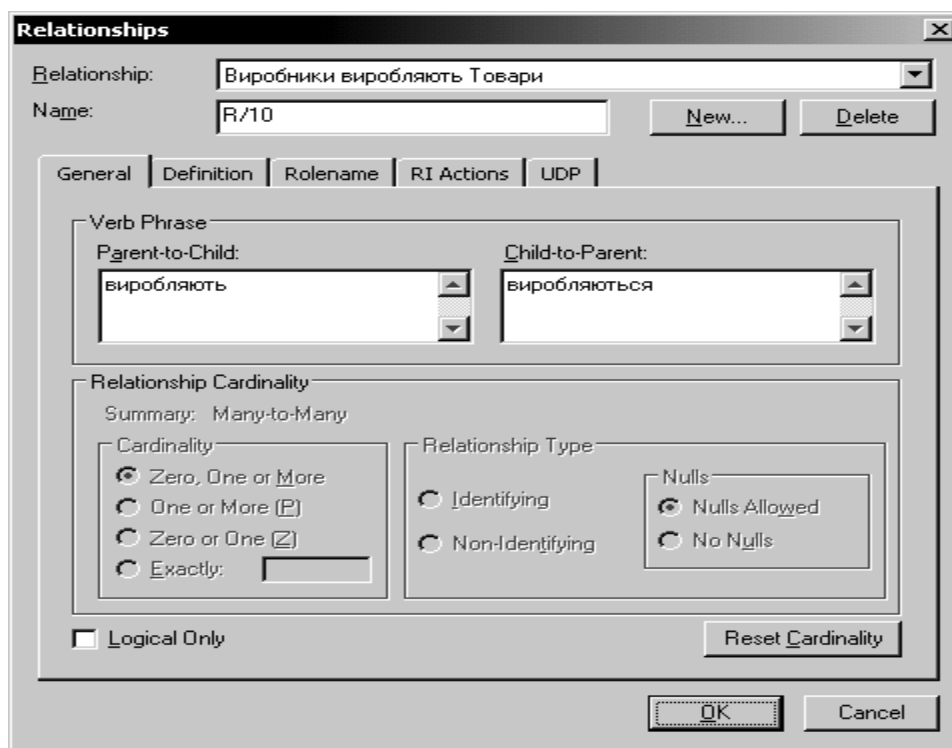 Relationships
Relationship: Виробники виробляють Товари
Name: R/10 New... Delete
General Definition Rolename RI Actions UDP
Verb Phrase
Parent-to-Child: Child-to-Parent:
виробляють виробляються
Relationship Cardinality
Summary: Many-to-Many
Cardinality Relationship Type
Zero, One or More Nulls
One or More (P) Identifying Nulls Allowed
Zero or One (Z) Non-Identifying No Nulls
Exactly:
Logical Only Reset Cardinality
OK Cancel